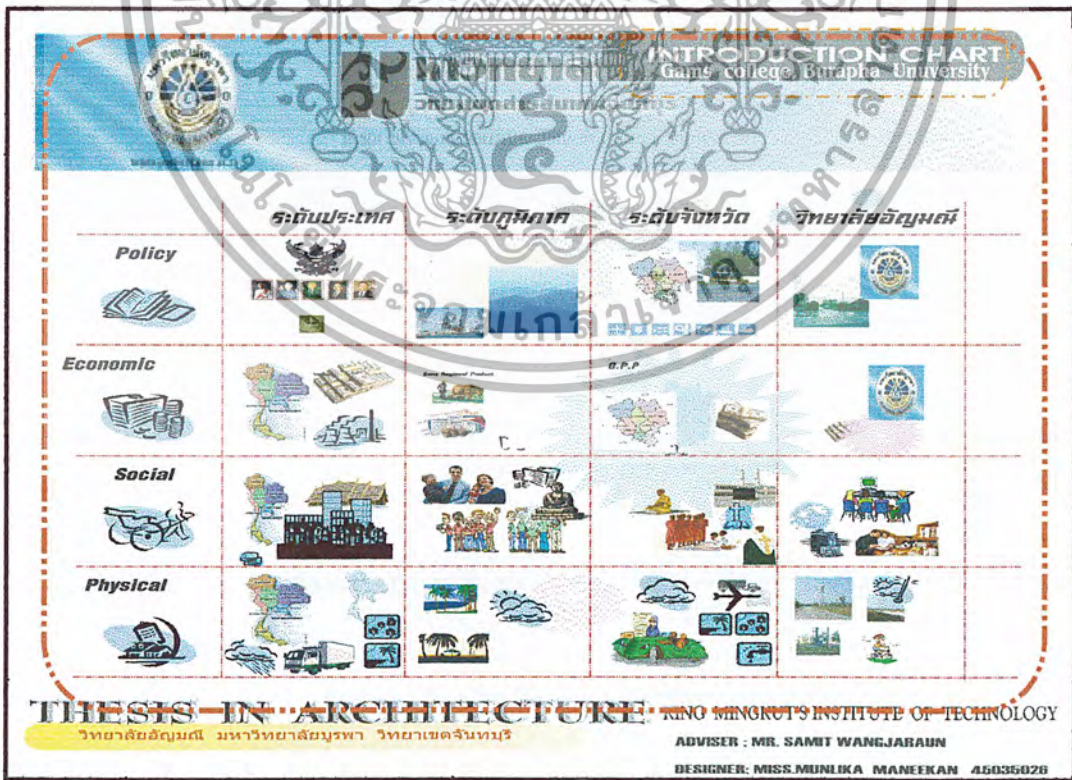 INTRODUCTION CHART
Gams college, Burapha University
ระดับประเทศ ระดับภูมิภาค ระดับจังหวัด วิทยาลัยอัญมณี
Policy
Economic
Gross Regional Product
G.P.P
Social
Physical
THESIS IN ARCHITECTURE
KING MINGKUT'S INSTITUTE OF TECHNOLOGY
วิทยาลัยอัญมณี มหาวิทยาลัยบูรพา วิทยาเขตจันทบุรี
ADVISER : MR. SAMIT WANGJARAUN
DESIGNER: MISS.MUNLIKA MANEEKAN 45035026